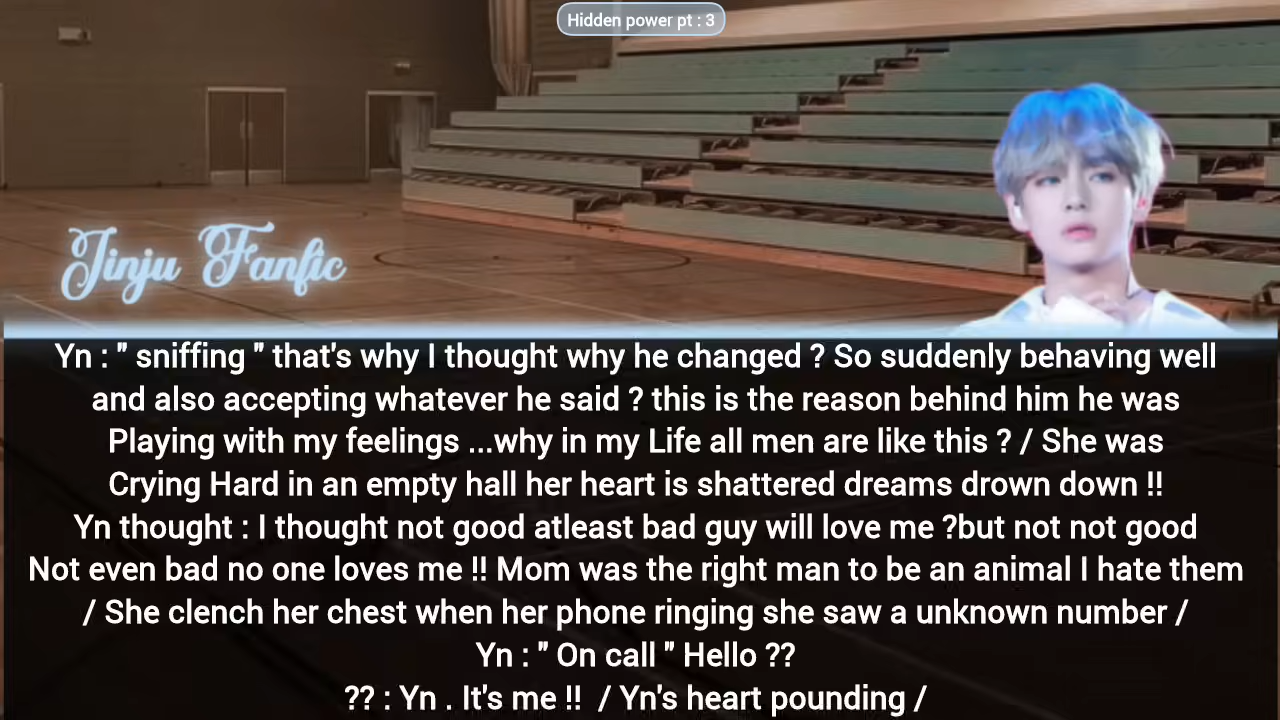 Hidden power pt : 3
Jinju Fanfic
Yn : " sniffing " that's why I thought why he changed ? So suddenly behaving well
and also accepting whatever he said ? this is the reason behind him he was
Playing with my feelings ...why in my Life all men are like this ? / She was
Crying Hard in an empty hall her heart is shattered dreams drown down !!
Yn thought : I thought not good atleast bad guy will love me ?but not not good
Not even bad no one loves me !! Mom was the right man to be an animal I hate them
/ She clench her chest when her phone ringing she saw a unknown number /
Yn : " On call " Hello ??
?? : Yn . It's me !!  / Yn's heart pounding /